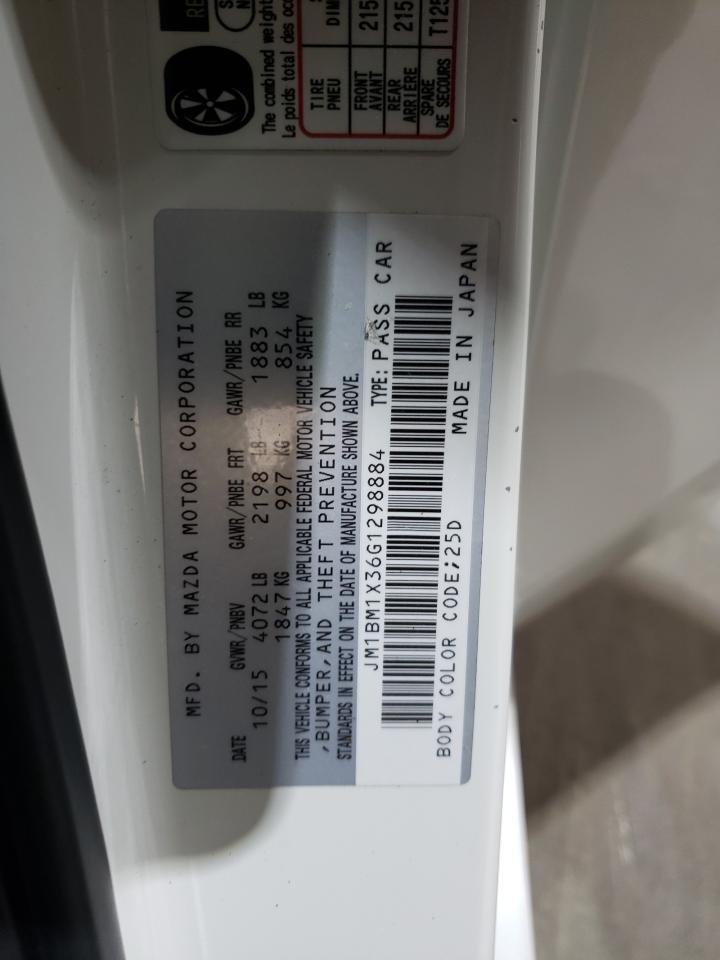 MFD. BY MAZDA MOTOR CORPORATION
DATE GVWR/PNBV GAWR/PNBE FRT GAWR/PNBE RR
10/15 4072 LB 2198 LB 1883 LB
1847 KG 997 KG 854 KG
THIS VEHICLE CONFORMS TO ALL APPLICABLE FEDERAL MOTOR VEHICLE SAFETY
,BUMPER,AND THEFT PREVENTION
STANDARDS IN EFFECT ON THE DATE OF MANUFACTURE SHOWN ABOVE.
JM1BM1X36G1298884 TYPE: PASS CAR
BODY COLOR CODE;25D MADE IN JAPAN
The combined weight
Le poids total des occ
TIRE
PNEU
FRONT 215
AVANT
REAR 215
ARRIERE
SPARE T125
DE SECOURS